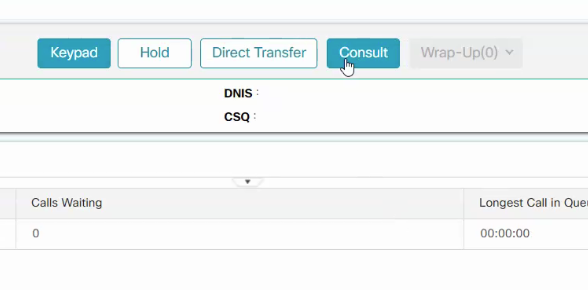 Keypad Hold Direct Transfer Consult Wrap-Up(0)
DNIS :
CSQ :
Calls Waiting Longest Call in Que
0 00:00:00